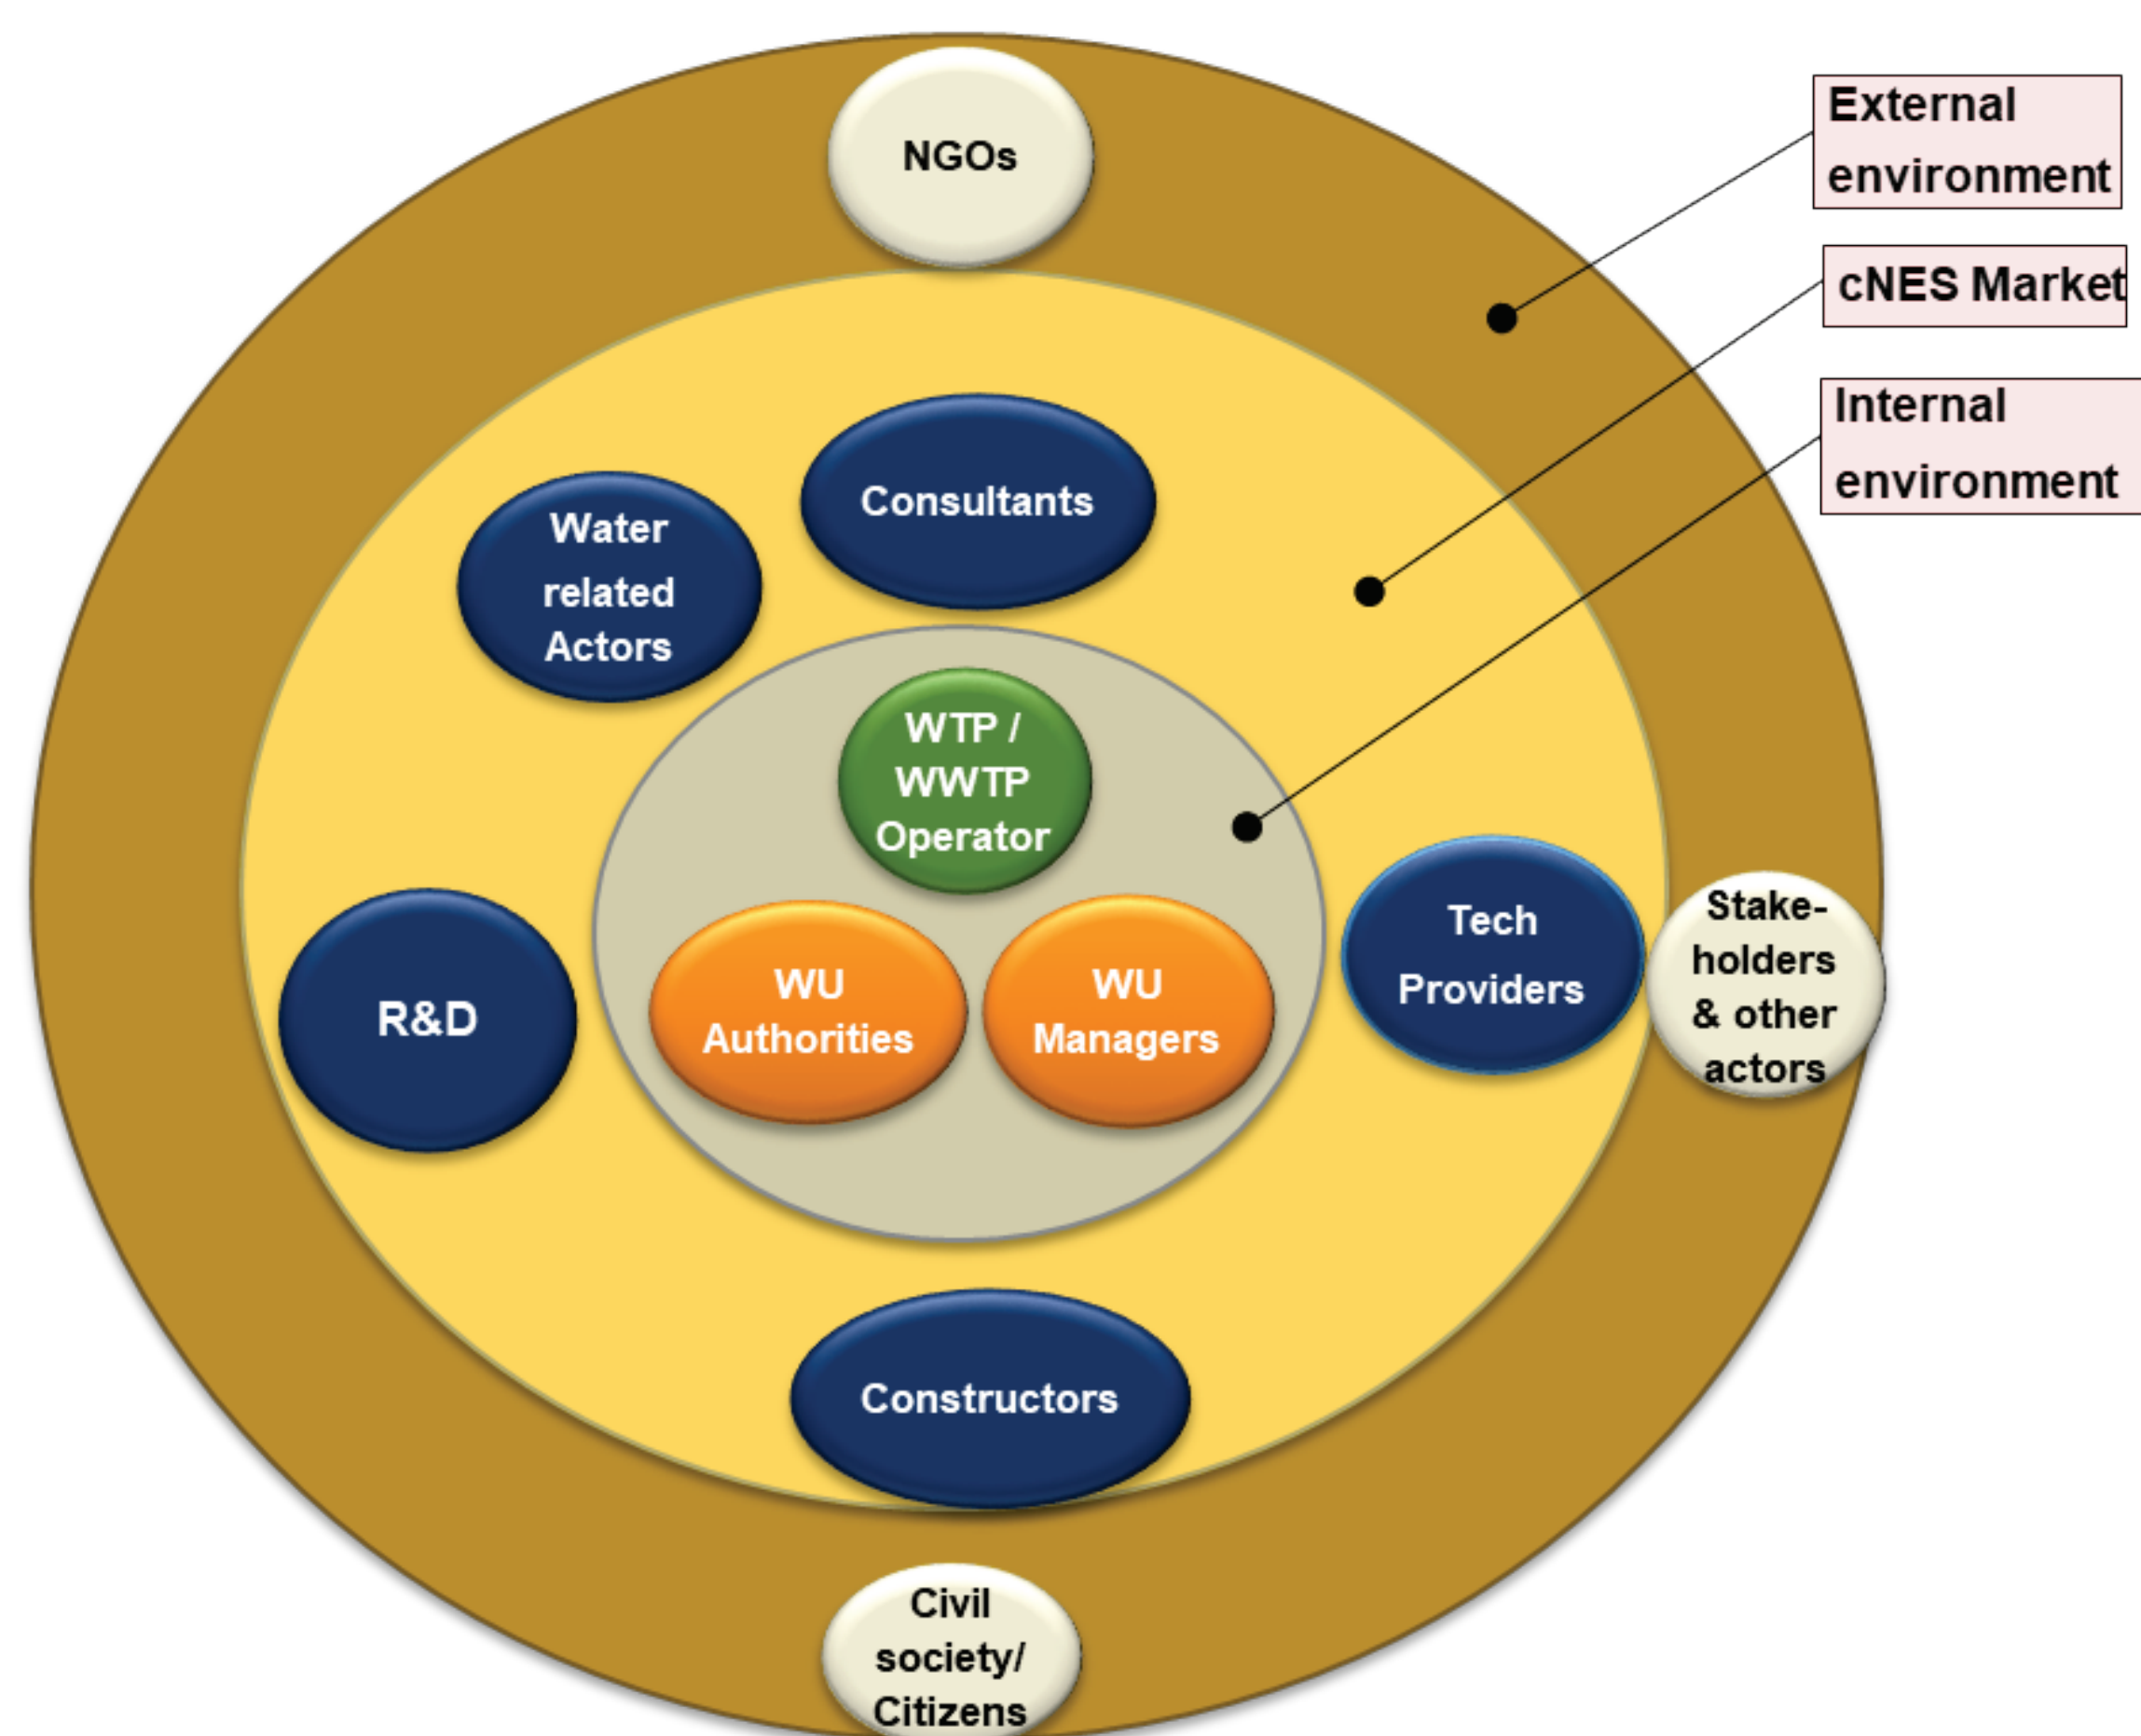 NGOs
External
environment
cNES Market
Internal
environment
Consultants
Water
related
Actors
WTP /
WWTP
Operator
WU
Authorities
WU
Managers
R&D
Tech
Providers
Stake-
holders
& other
actors
Constructors
Civil
society/
Citizens